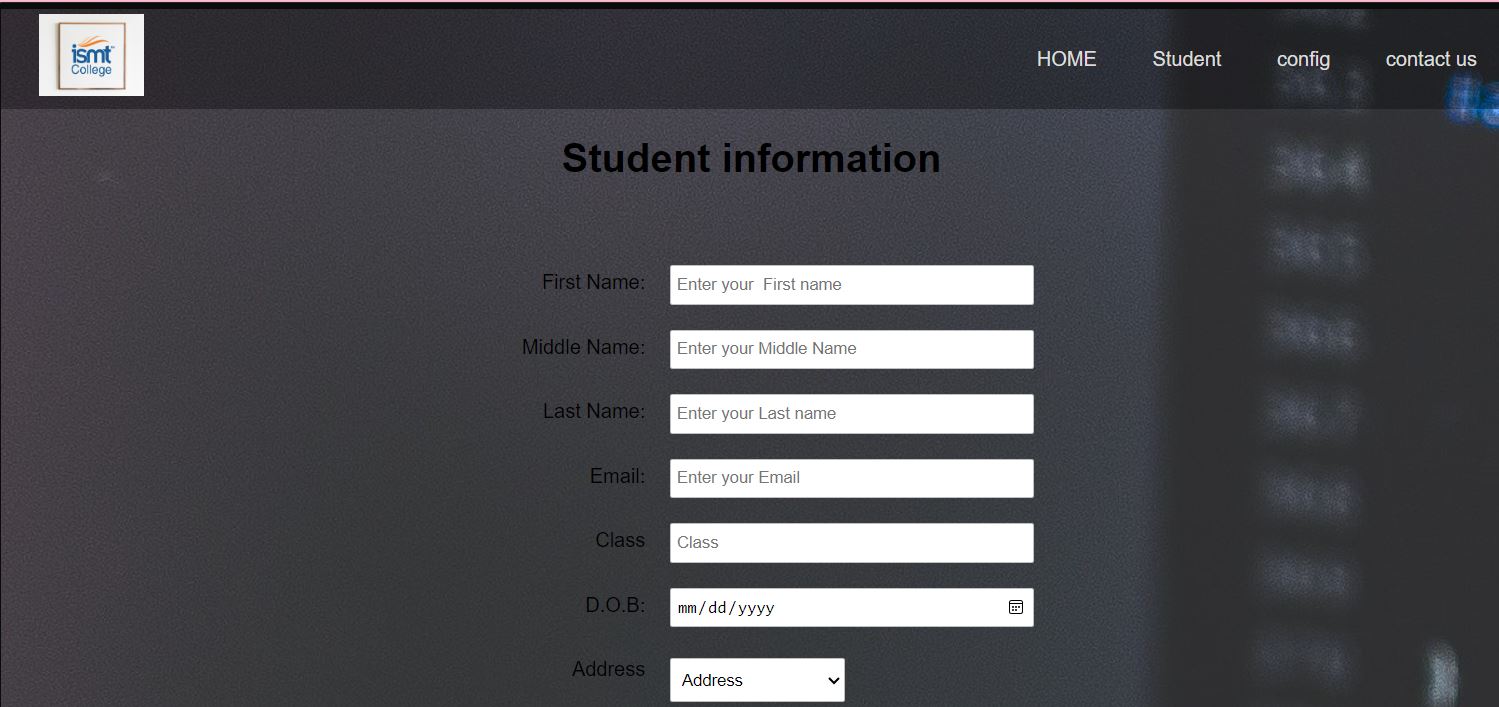 ismt
College
HOME Student config contact us
Student information
First Name: Enter your  First name
Middle Name: Enter your Middle Name
Last Name: Enter your Last name
Email: Enter your Email
Class Class
D.O.B: mm/dd/yyyy
Address Address